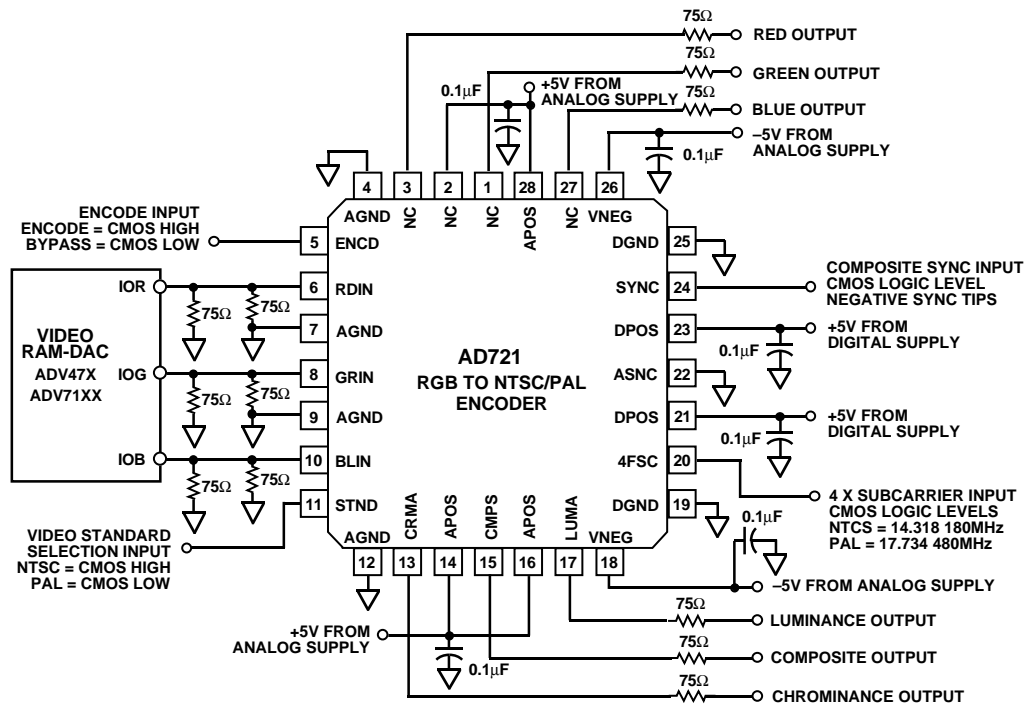 75Ω
RED OUTPUT
75Ω
GREEN OUTPUT
75Ω
BLUE OUTPUT
0.1μF
+5V FROM
ANALOG SUPPLY
–5V FROM
ANALOG SUPPLY
0.1μF
4
3
2
1
28
27
26
AGND
NC
NC
NC
APOS
NC
VNEG
ENCODE INPUT
ENCODE = CMOS HIGH
BYPASS = CMOS LOW
5
ENCD
DGND
25
IOR
6
RDIN
SYNC
24
COMPOSITE SYNC INPUT
CMOS LOGIC LEVEL
NEGATIVE SYNC TIPS
75Ω
75Ω
7
AGND
DPOS
23
+5V FROM
DIGITAL SUPPLY
0.1μF
VIDEO
RAM-DAC
ADV47X
ADV71XX
AD721
RGB TO NTSC/PAL
ENCODER
IOG
8
GRIN
ASNC
22
75Ω
75Ω
9
AGND
DPOS
21
+5V FROM
DIGITAL SUPPLY
0.1μF
IOB
10
BLIN
4FSC
20
75Ω
75Ω
11
STND
DGND
19
4 X SUBCARRIER INPUT
CMOS LOGIC LEVELS
NTCS = 14.318 180MHz
PAL = 17.734 480MHz
VIDEO STANDARD
SELECTION INPUT
NTSC = CMOS HIGH
PAL = CMOS LOW
AGND
CRMA
APOS
CMPS
APOS
LUMA
VNEG
0.1μF
12
13
14
15
16
17
18
–5V FROM ANALOG SUPPLY
75Ω
LUMINANCE OUTPUT
+5V FROM
ANALOG SUPPLY
0.1μF
75Ω
COMPOSITE OUTPUT
75Ω
CHROMINANCE OUTPUT